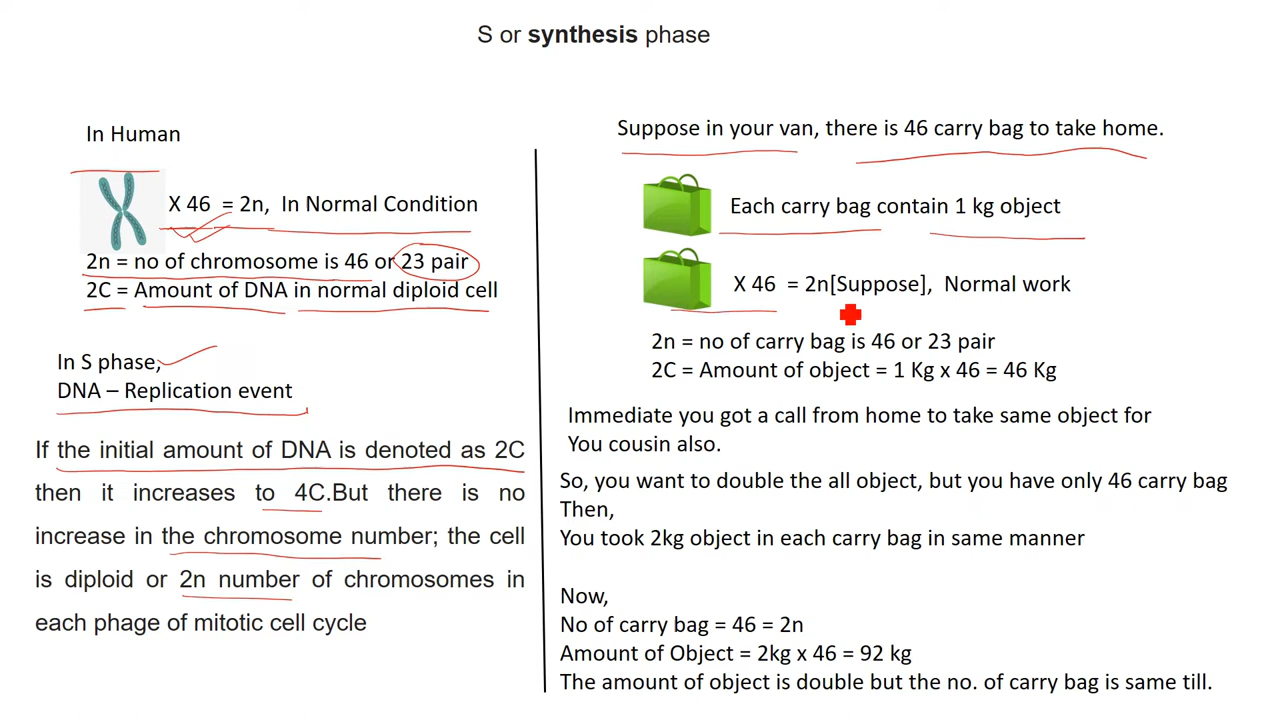 S or synthesis phase
In Human
X 46 = 2n, In Normal Condition
2n = no of chromosome is 46 or 23 pair
2C = Amount of DNA in normal diploid cell
In S phase,
DNA – Replication event
If the initial amount of DNA is denoted as 2C
then it increases to 4C.But there is no
increase in the chromosome number; the cell
is diploid or 2n number of chromosomes in
each phage of mitotic cell cycle
Suppose in your van, there is 46 carry bag to take home.
Each carry bag contain 1 kg object
X 46 = 2n[Suppose], Normal work
2n = no of carry bag is 46 or 23 pair
2C = Amount of object = 1 Kg x 46 = 46 Kg
Immediate you got a call from home to take same object for
You cousin also.
So, you want to double the all object, but you have only 46 carry bag
Then,
You took 2kg object in each carry bag in same manner
Now,
No of carry bag = 46 = 2n
Amount of Object = 2kg x 46 = 92 kg
The amount of object is double but the no. of carry bag is same till.